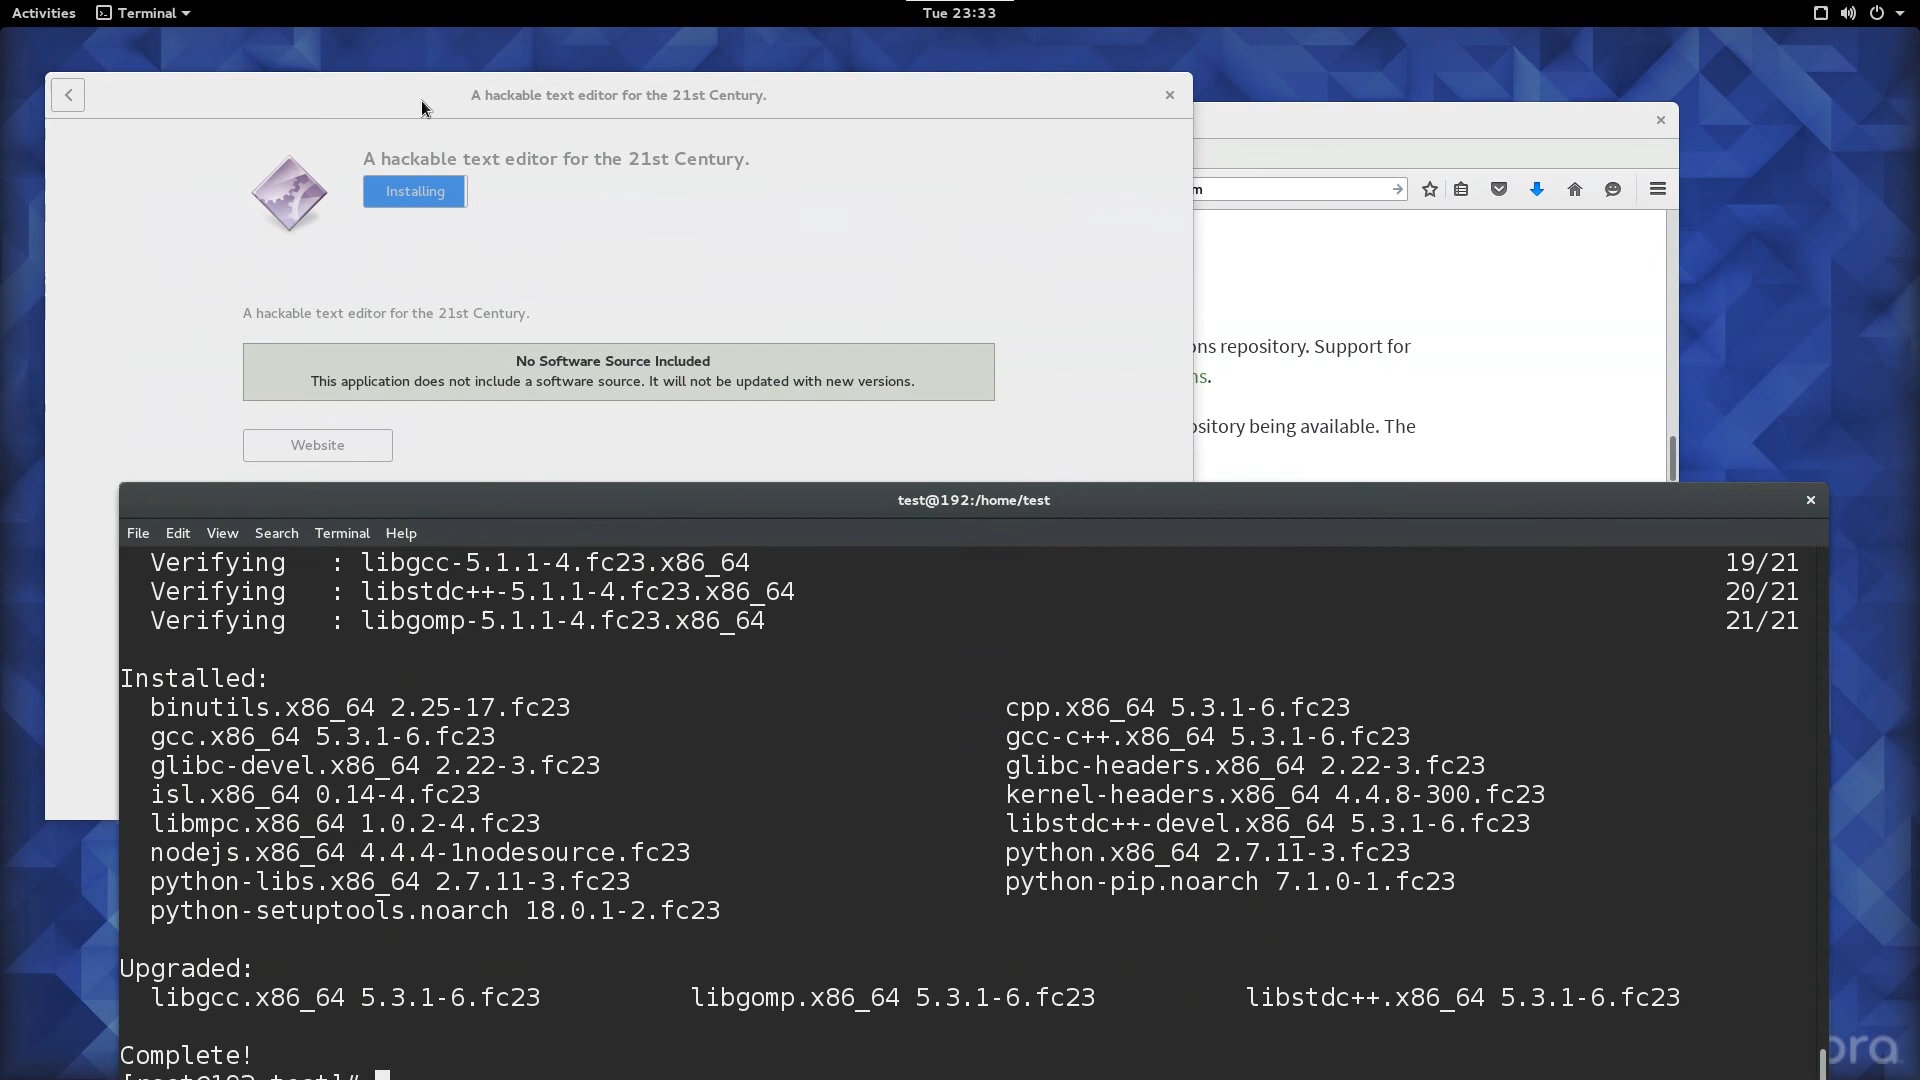 Activities Terminal Tue 23:33
A hackable text editor for the 21st Century.
A hackable text editor for the 21st Century.
Installing
A hackable text editor for the 21st Century.
No Software Source Included
This application does not include a software source. It will not be updated with new versions.
Website
m
ons repository. Support for
ns.
ository being available. The
test@192:/home/test
File Edit View Search Terminal Help
Verifying : libgcc-5.1.1-4.fc23.x86_64 19/21
Verifying : libstdc++-5.1.1-4.fc23.x86_64 20/21
Verifying : libgomp-5.1.1-4.fc23.x86_64 21/21
Installed:
binutils.x86_64 2.25-17.fc23 cpp.x86_64 5.3.1-6.fc23
gcc.x86_64 5.3.1-6.fc23 gcc-c++.x86_64 5.3.1-6.fc23
glibc-devel.x86_64 2.22-3.fc23 glibc-headers.x86_64 2.22-3.fc23
isl.x86_64 0.14-4.fc23 kernel-headers.x86_64 4.4.8-300.fc23
libmpc.x86_64 1.0.2-4.fc23 libstdc++-devel.x86_64 5.3.1-6.fc23
nodejs.x86_64 4.4.4-1nodesource.fc23 python.x86_64 2.7.11-3.fc23
python-libs.x86_64 2.7.11-3.fc23 python-pip.noarch 7.1.0-1.fc23
python-setuptools.noarch 18.0.1-2.fc23
Upgraded:
libgcc.x86_64 5.3.1-6.fc23 libgomp.x86_64 5.3.1-6.fc23 libstdc++.x86_64 5.3.1-6.fc23
Complete!
ora